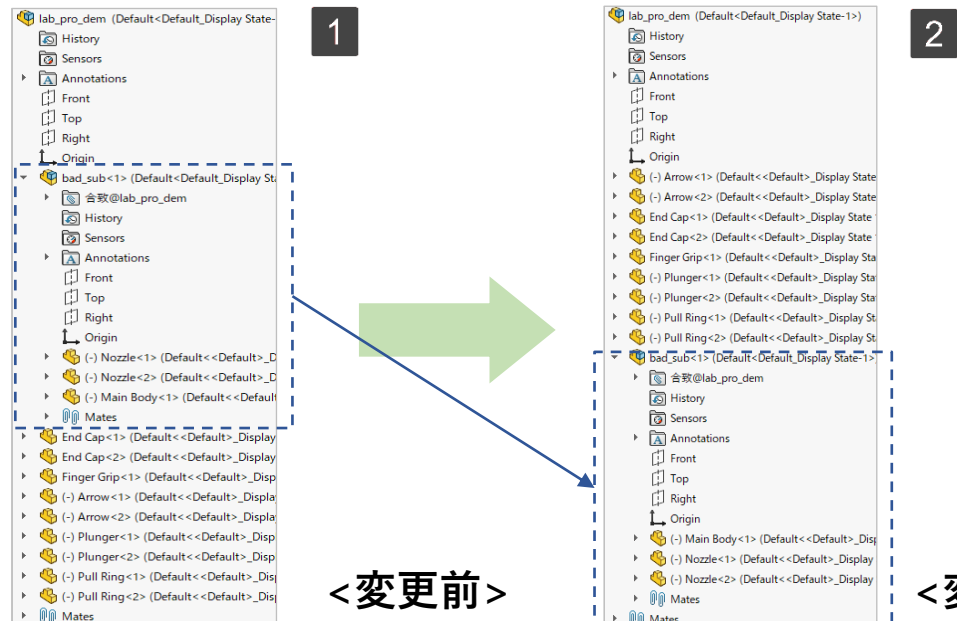 lab_pro_dem (Default<Default_Display State-
History
Sensors
Annotations
Front
Top
Right
Origin
bad_sub<1> (Default<Default_Display Sta
合致@lab_pro_dem
History
Sensors
Annotations
Front
Top
Right
Origin
(-) Nozzle<1> (Default<<Default>_D
(-) Nozzle<2> (Default<<Default>_D
(-) Main Body<1> (Default<<Default
Mates
End Cap<1> (Default<<Default>_Display
End Cap<2> (Default<<Default>_Display
Finger Grip<1> (Default<<Default>_Disp
(-) Arrow<1> (Default<<Default>_Display
(-) Arrow<2> (Default<<Default>_Display
(-) Plunger<1> (Default<<Default>_Disp
(-) Plunger<2> (Default<<Default>_Disp
(-) Pull Ring<1> (Default<<Default>_Disp
(-) Pull Ring<2> (Default<<Default>_Disp
Mates
1
<変更前>
lab_pro_dem (Default<Default_Display State-1>)
History
Sensors
Annotations
Front
Top
Right
Origin
(-) Arrow<1> (Default<<Default>_Display State
(-) Arrow<2> (Default<<Default>_Display State
End Cap<1> (Default<<Default>_Display State
End Cap<2> (Default<<Default>_Display State
Finger Grip<1> (Default<<Default>_Display Sta
(-) Plunger<1> (Default<<Default>_Display Sta
(-) Plunger<2> (Default<<Default>_Display Sta
(-) Pull Ring<1> (Default<<Default>_Display St
(-) Pull Ring<2> (Default<<Default>_Display St
bad_sub<1> (Default<Default_Display State-1>
合致@lab_pro_dem
History
Sensors
Annotations
Front
Top
Right
Origin
(-) Main Body<1> (Default<<Default>_Disp
(-) Nozzle<1> (Default<<Default>_Display
(-) Nozzle<2> (Default<<Default>_Display
Mates
Mates
2